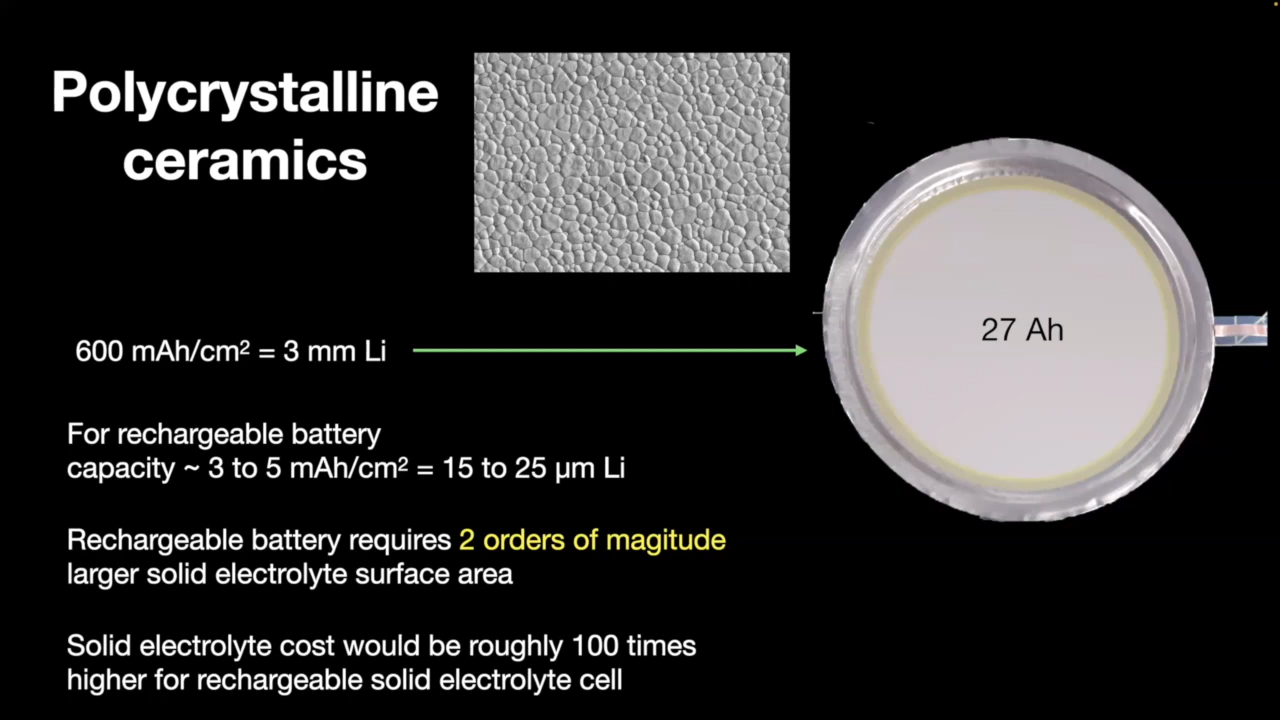 Polycrystalline
ceramics
600 mAh/cm² = 3 mm Li
27 Ah
For rechargeable battery
capacity ~ 3 to 5 mAh/cm² = 15 to 25 µm Li
Rechargeable battery requires 2 orders of magitude
larger solid electrolyte surface area
Solid electrolyte cost would be roughly 100 times
higher for rechargeable solid electrolyte cell